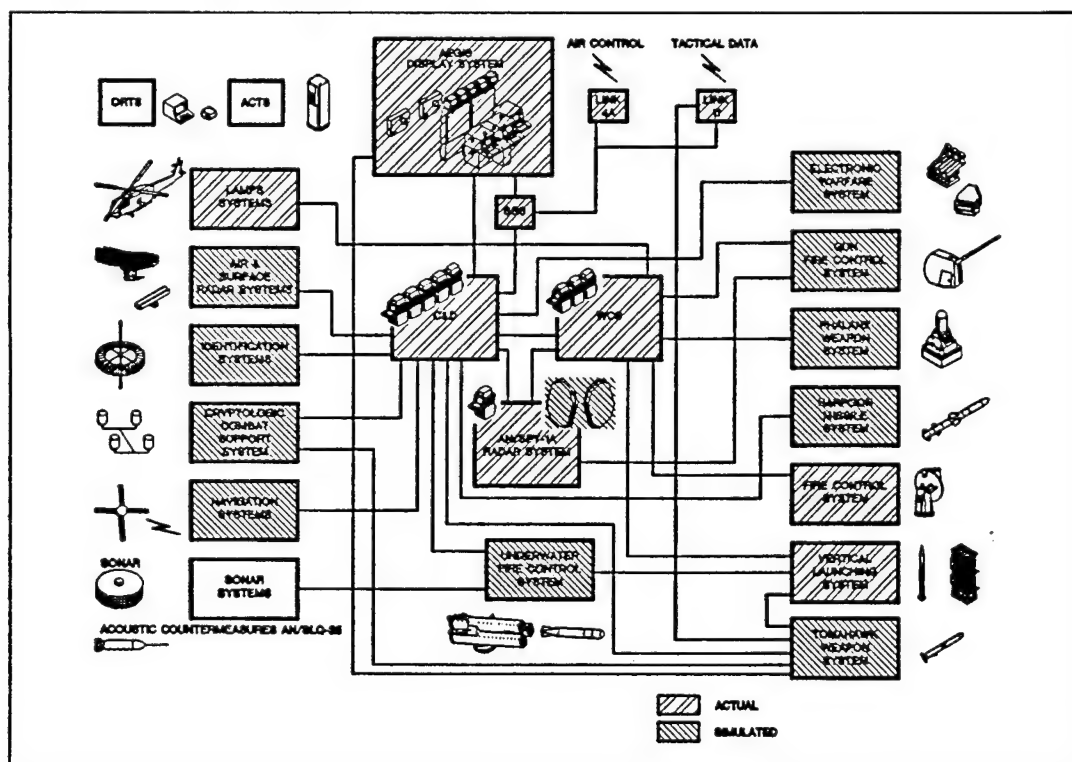 AEGIS
DISPLAY SYSTEM
AIR CONTROL
TACTICAL DATA
ORTS
ACTS
LINK
4A
LINK
LAMPS
SYSTEMS
ELECTRONIC
WARFARE
SYSTEM
AIR &
SURFACE
RADAR SYSTEMS
GUN
FIRE CONTROL
SYSTEM
C&D
WCS
IDENTIFICATION
SYSTEMS
PHALANX
WEAPON
SYSTEM
CRYPTOLOGIC
COMBAT
SUPPORT
SYSTEM
HARPOON
MISSILE
SYSTEM
AN/SPY-1A
RADAR SYSTEM
NAVIGATION
SYSTEMS
FIRE CONTROL
SYSTEM
SONAR
SONAR
SYSTEMS
UNDERWATER
FIRE CONTROL
SYSTEM
VERTICAL
LAUNCHING
SYSTEM
ACOUSTIC COUNTERMEASURES AN/SLQ-25
TOMAHAWK
WEAPON
SYSTEM
ACTUAL
SIMULATED